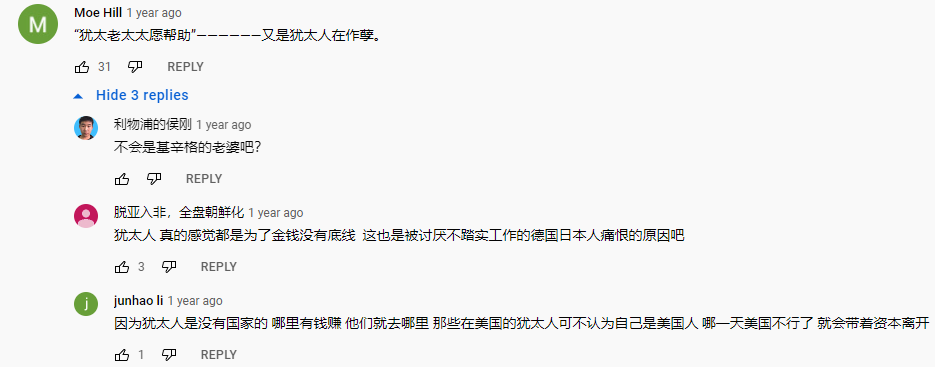 M
Moe Hill 1 year ago
“犹太老太太愿帮助”——————又是犹太人在作孽。
31 REPLY
Hide 3 replies
利物浦的侯刚 1 year ago
不会是基辛格的老婆吧？
REPLY
脱亚入非，全盘朝鲜化 1 year ago
犹太人 真的感觉都是为了金钱没有底线 这也是被讨厌不踏实工作的德国日本人痛恨的原因吧
3 REPLY
j
junhao li 1 year ago
因为犹太人是没有国家的 哪里有钱赚 他们就去哪里 那些在美国的犹太人可不认为自己是美国人 哪一天美国不行了 就会带着资本离开
1 REPLY